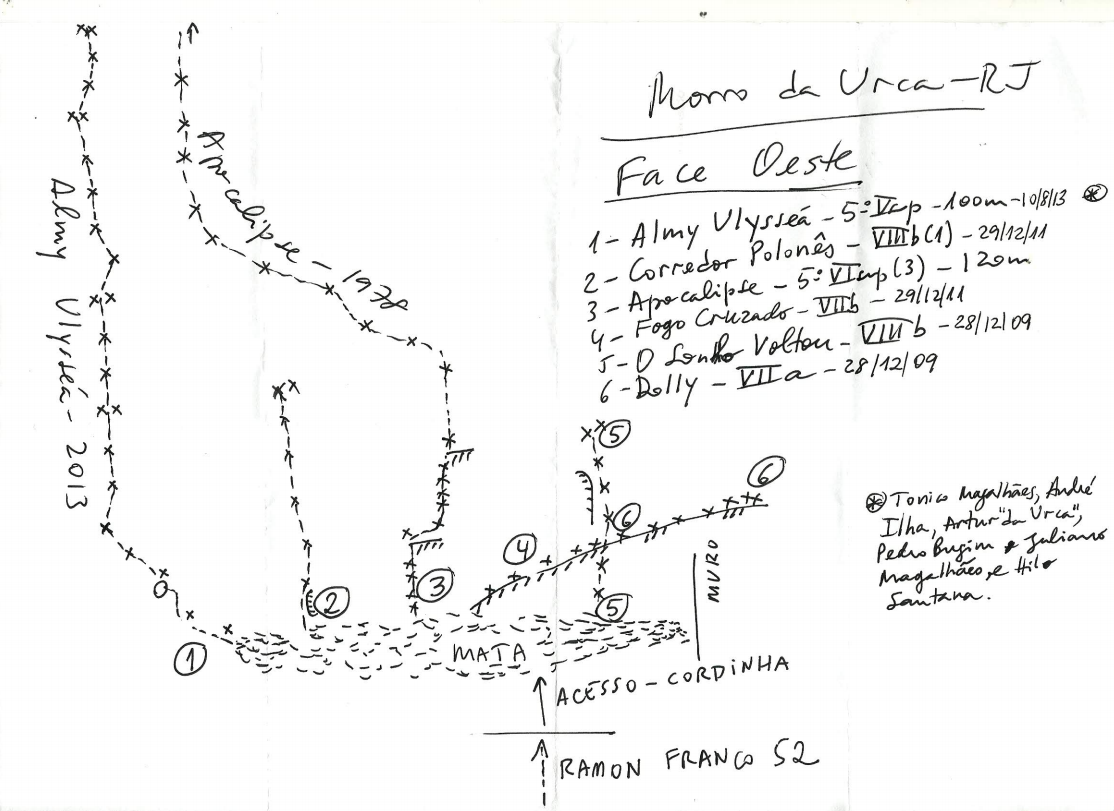 Morro da Urca - RJ
Face Oeste
1 - Almy Ulysseá - 5º Vsup - 100m - 10/8/13 *
2 - Corredor Polonês - VIIIb (1) - 29/12/11
3 - Apocalipse - 5º VIsup (3) - 120m
4 - Fogo Cruzado - VIIb - 29/12/11
5 - O Sonho Voltou - VIII b - 28/12/09
6 - Dolly - VII a - 28/12/09
* Tonico Magalhães, André
Ilha, Artur "da Urca",
Pedro Bugim e Juliano
Magalhães, e Hilo
Santana.
Almy Ulysseá - 2013
Apocalipse - 1978
5
6
6
4
3
2
5
1
MURO
MATA
ACESSO - CORDINHA
RAMON FRANCO 52